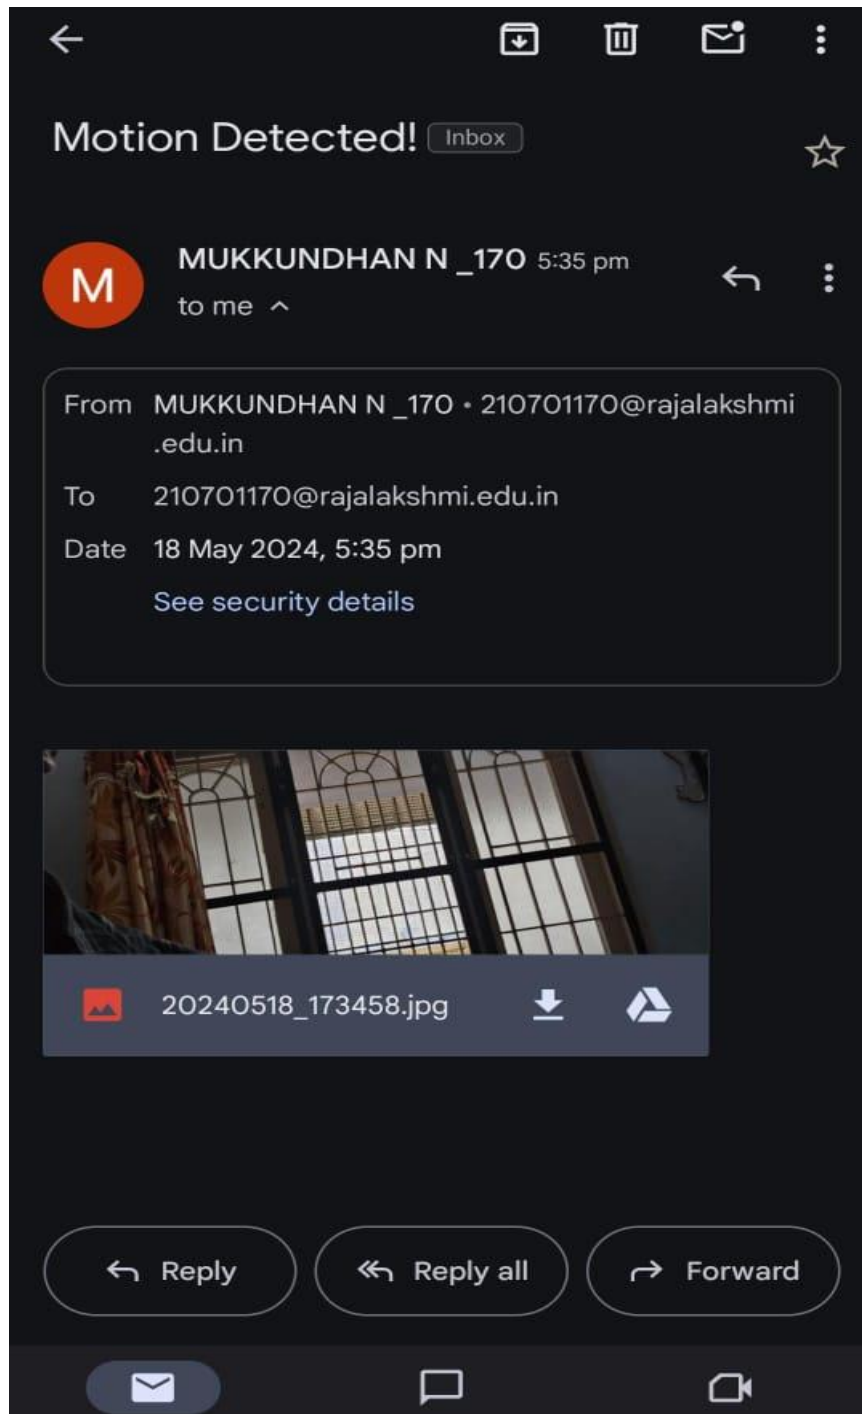 Motion Detected! Inbox
M
MUKKUNDHAN N _170 5:35 pm
to me
From MUKKUNDHAN N _170 • 210701170@rajalakshmi
.edu.in
To 210701170@rajalakshmi.edu.in
Date 18 May 2024, 5:35 pm
See security details
20240518_173458.jpg
Reply Reply all Forward